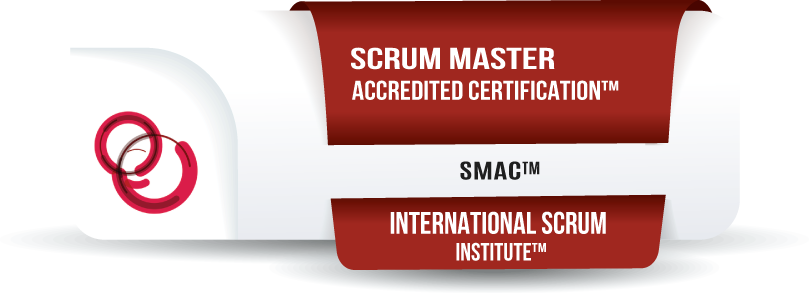 SCRUM MASTER
ACCREDITED CERTIFICATION™
SMAC™
INTERNATIONAL SCRUM
INSTITUTE™